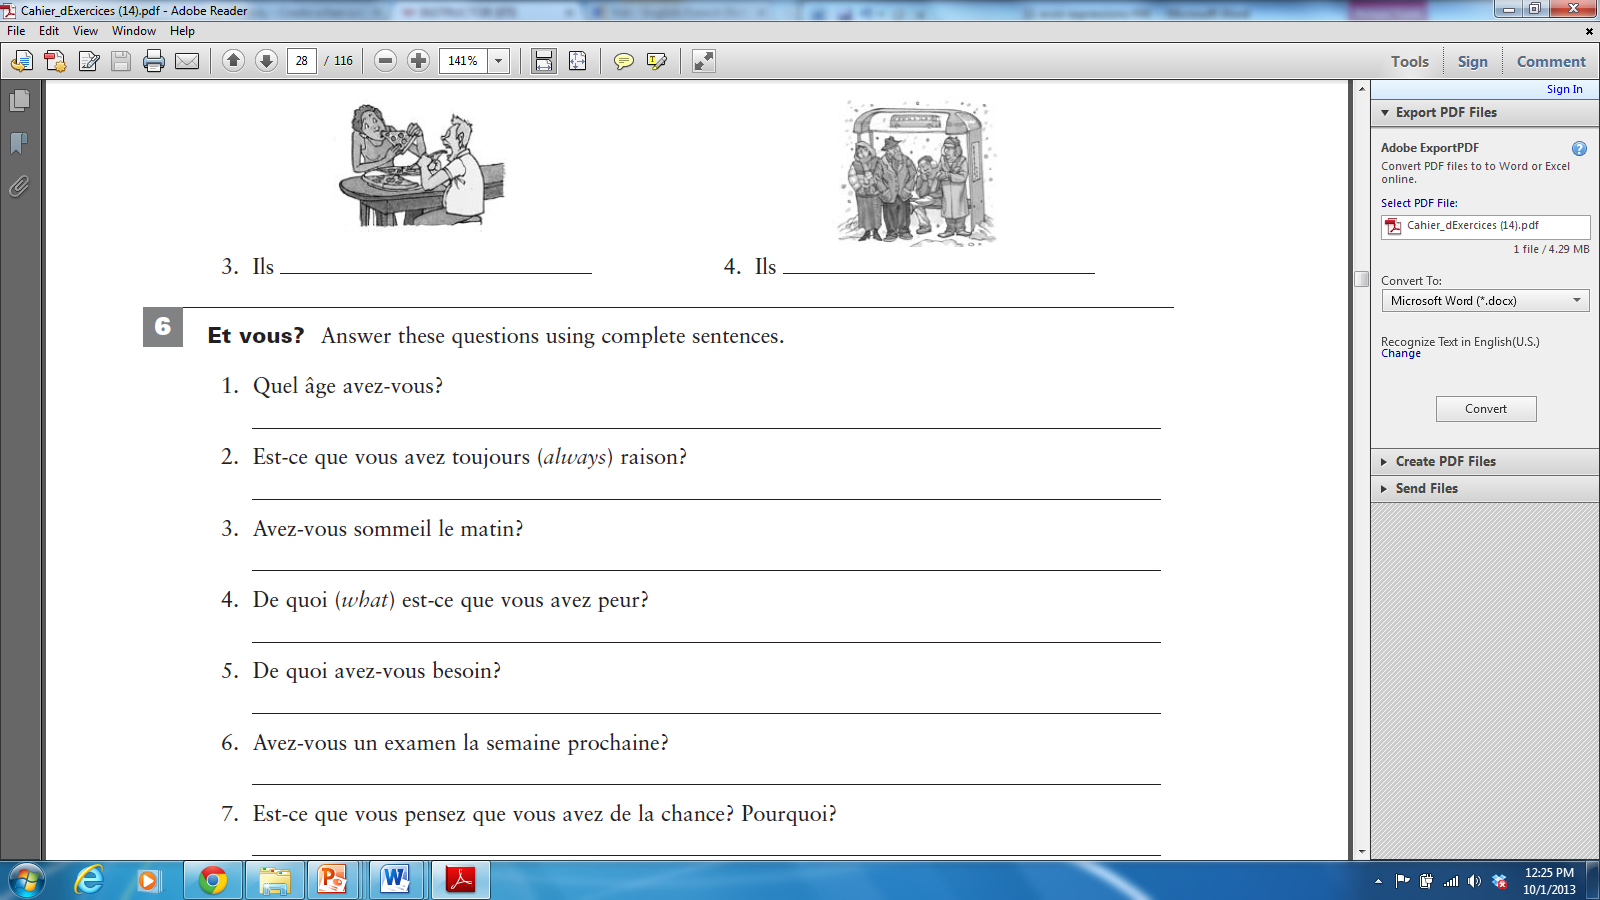 Cahier_dExercices (14).pdf - Adobe Reader
File Edit View Window Help
28 / 116 141% Tools Sign Comment
Sign In
Export PDF Files
Adobe ExportPDF
Convert PDF files to to Word or Excel
online.
Select PDF File:
Cahier_dExercices (14).pdf
1 file / 4.29 MB
Convert To:
Microsoft Word (*.docx)
Recognize Text in English(U.S.)
Change
Convert
Create PDF Files
Send Files
3. Ils
4. Ils
6 Et vous? Answer these questions using complete sentences.
1. Quel âge avez-vous?
2. Est-ce que vous avez toujours (always) raison?
3. Avez-vous sommeil le matin?
4. De quoi (what) est-ce que vous avez peur?
5. De quoi avez-vous besoin?
6. Avez-vous un examen la semaine prochaine?
7. Est-ce que vous pensez que vous avez de la chance? Pourquoi?
12:25 PM
10/1/2013